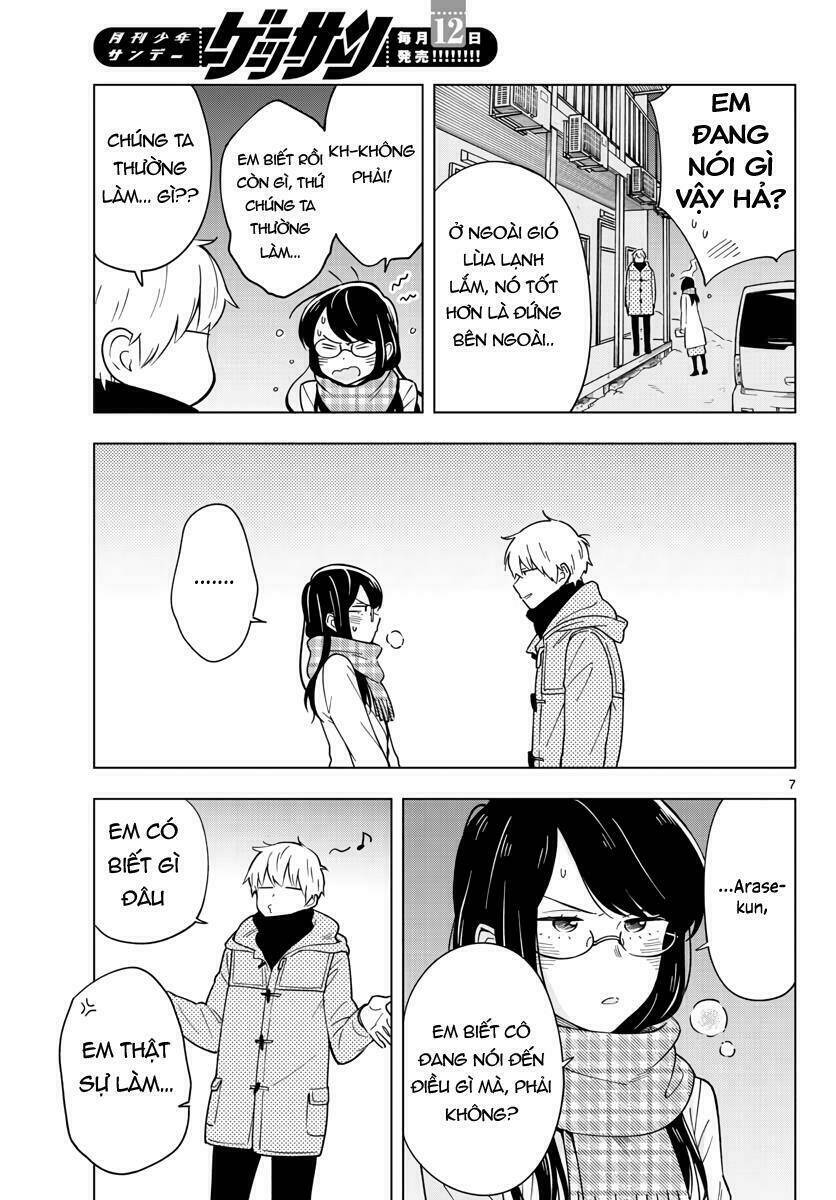 月刊少年
サンデー
ゲッサン
毎月12日
発売!!!!!!!!
EM
ĐANG
NÓI GÌ
VẬY HẢ?
Ở NGOÀI GIÓ
LÙA LẠNH
LẮM, NÓ TỐT
HƠN LÀ ĐỨNG
BÊN NGOÀI..
KH-KHÔNG
PHẢI!
EM BIẾT RỒI
CÒN GÌ, THỨ
CHÚNG TA
THƯỜNG
LÀM...
CHÚNG TA
THƯỜNG
LÀM... GÌ??
........
7
...Arase-
kun,
EM BIẾT CÔ
ĐANG NÓI ĐẾN
ĐIỀU GÌ MÀ, PHẢI
KHÔNG?
EM CÓ
BIẾT GÌ
ĐÂU
EM THẬT
SỰ LÀM...